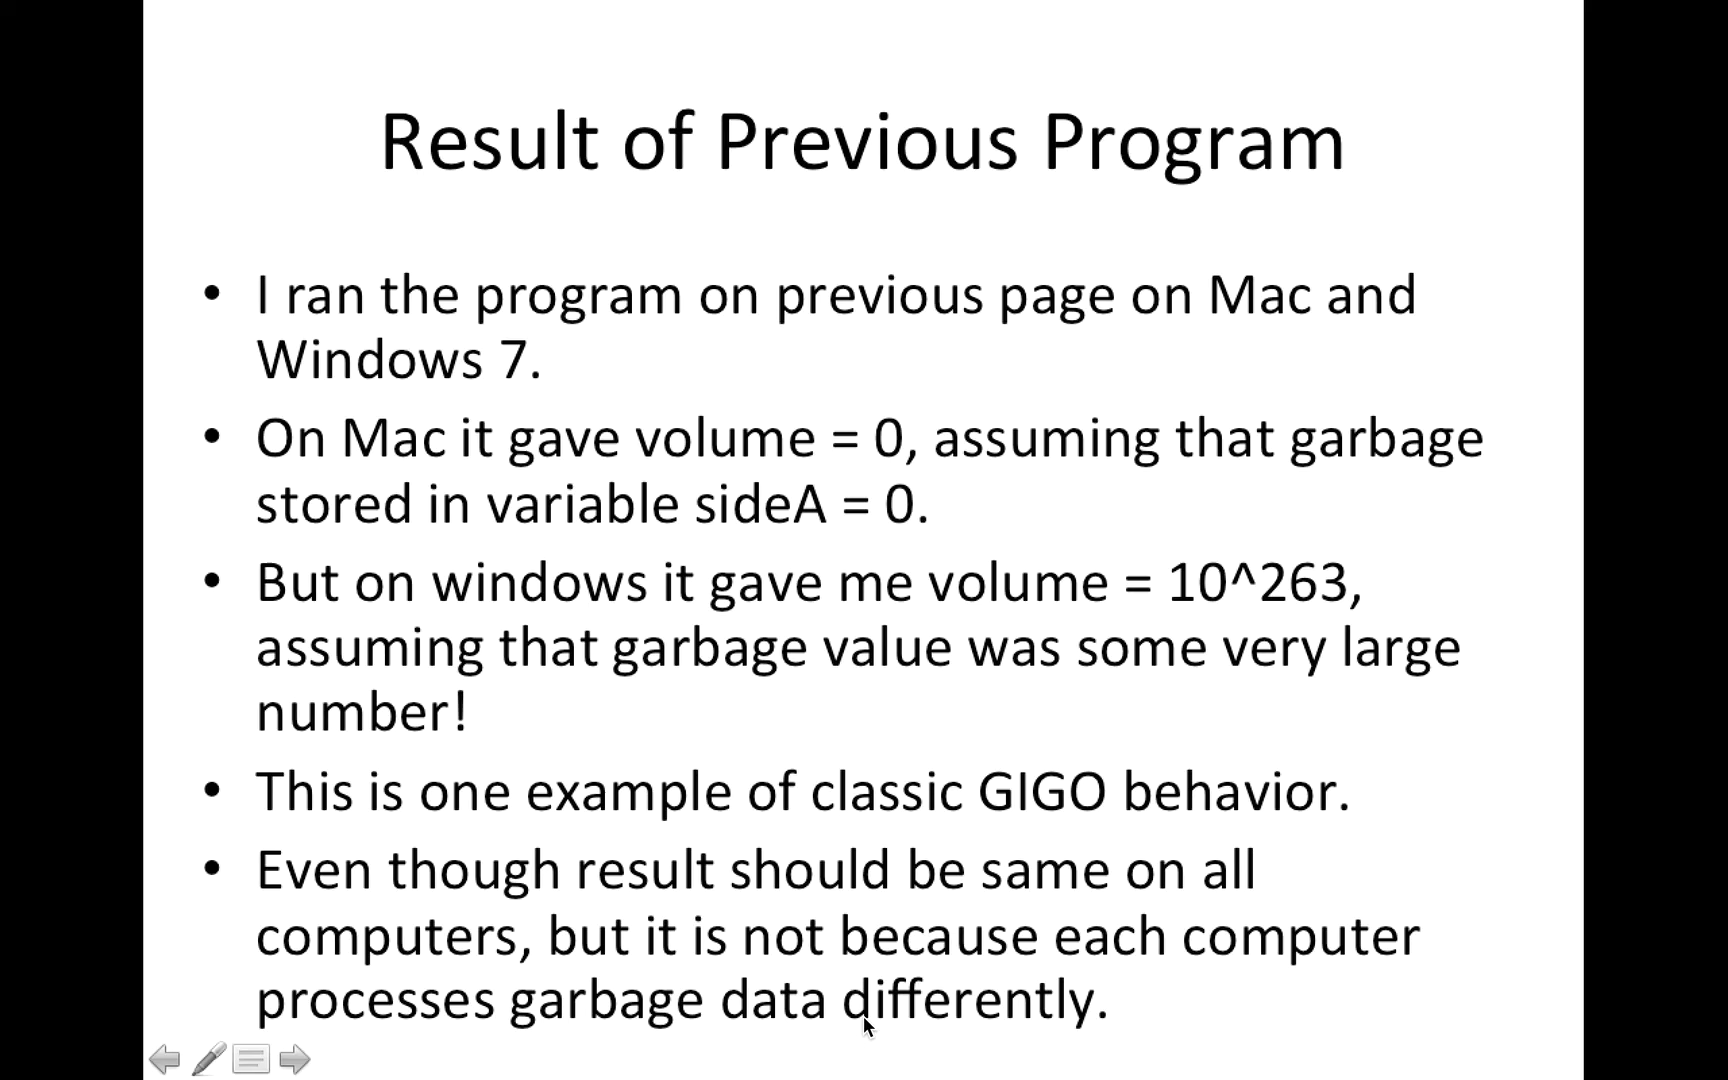 Result of Previous Program
• I ran the program on previous page on Mac and
Windows 7.
• On Mac it gave volume = 0, assuming that garbage
stored in variable sideA = 0.
• But on windows it gave me volume = 10^263,
assuming that garbage value was some very large
number!
• This is one example of classic GIGO behavior.
• Even though result should be same on all
computers, but it is not because each computer
processes garbage data differently.